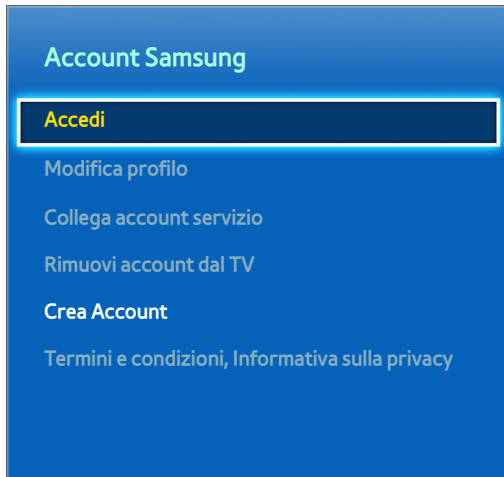 Account Samsung
Accedi
Modifica profilo
Collega account servizio
Rimuovi account dal TV
Crea Account
Termini e condizioni, Informativa sulla privacy